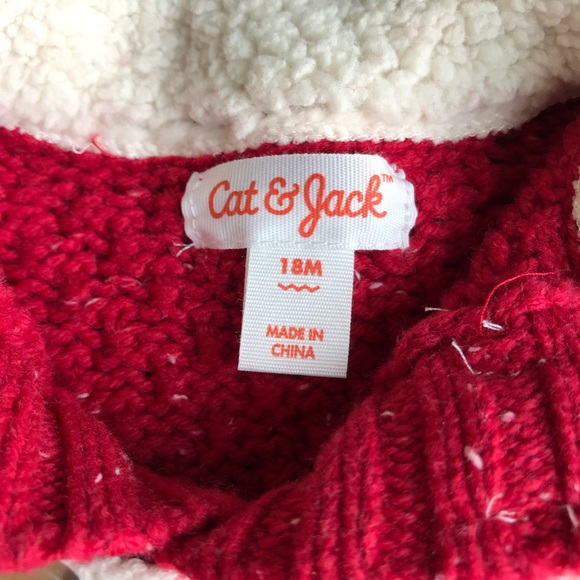 Cat & Jack™
18M
MADE IN
CHINA